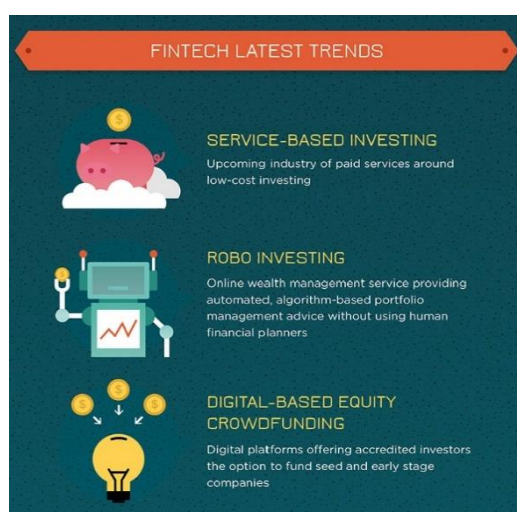 FINTECH LATEST TRENDS
SERVICE-BASED INVESTING
Upcoming industry of paid services around
low-cost investing
ROBO INVESTING
Online wealth management service providing
automated, algorithm-based portfolio
management advice without using human
financial planners
DIGITAL-BASED EQUITY
CROWDFUNDING
Digital platforms offering accredited investors
the option to fund seed and early stage
companies